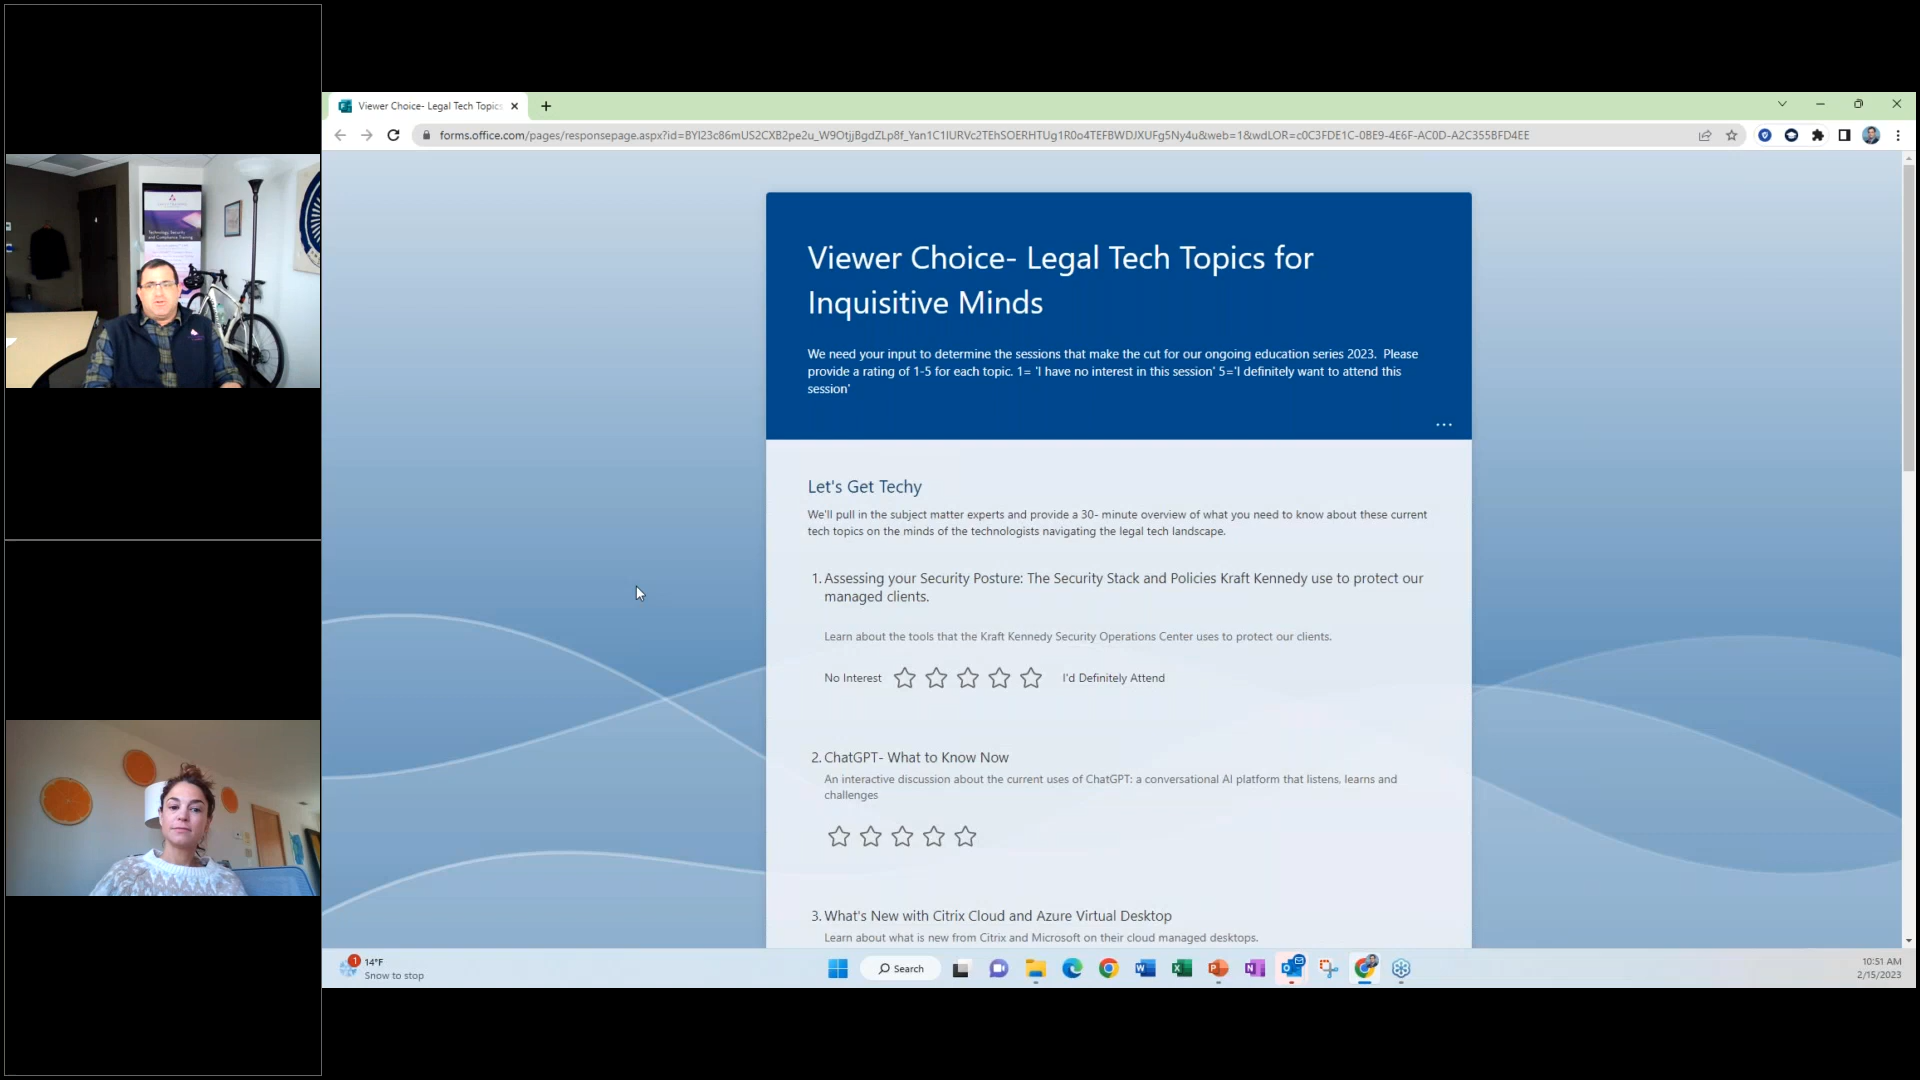 Technology, Security
and Compliance Training
Viewer Choice- Legal Tech Topics
forms.office.com/pages/responsepage.aspx?id=BYI23c86mUS2CXB2pe2u_W9OtjjBgdZLp8f_Yan1C1lURVc2TEhSOERHTUg1R0o4TEFBWDJXUFg5Ny4u&web=1&wdLOR=c0C3FDE1C-0BE9-4E6F-AC0D-A2C355BFD4EE
Viewer Choice- Legal Tech Topics for
Inquisitive Minds
We need your input to determine the sessions that make the cut for our ongoing education series 2023. Please
provide a rating of 1-5 for each topic. 1= 'I have no interest in this session' 5='I definitely want to attend this
session'
...
Let's Get Techy
We'll pull in the subject matter experts and provide a 30- minute overview of what you need to know about these current
tech topics on the minds of the technologists navigating the legal tech landscape.
1. Assessing your Security Posture: The Security Stack and Policies Kraft Kennedy use to protect our
managed clients.
Learn about the tools that the Kraft Kennedy Security Operations Center uses to protect our clients.
No Interest I'd Definitely Attend
2. ChatGPT- What to Know Now
An interactive discussion about the current uses of ChatGPT: a conversational AI platform that listens, learns and
challenges
3. What's New with Citrix Cloud and Azure Virtual Desktop
Learn about what is new from Citrix and Microsoft on their cloud managed desktops.
1
14°F
Snow to stop
Search
10:51 AM
2/15/2023